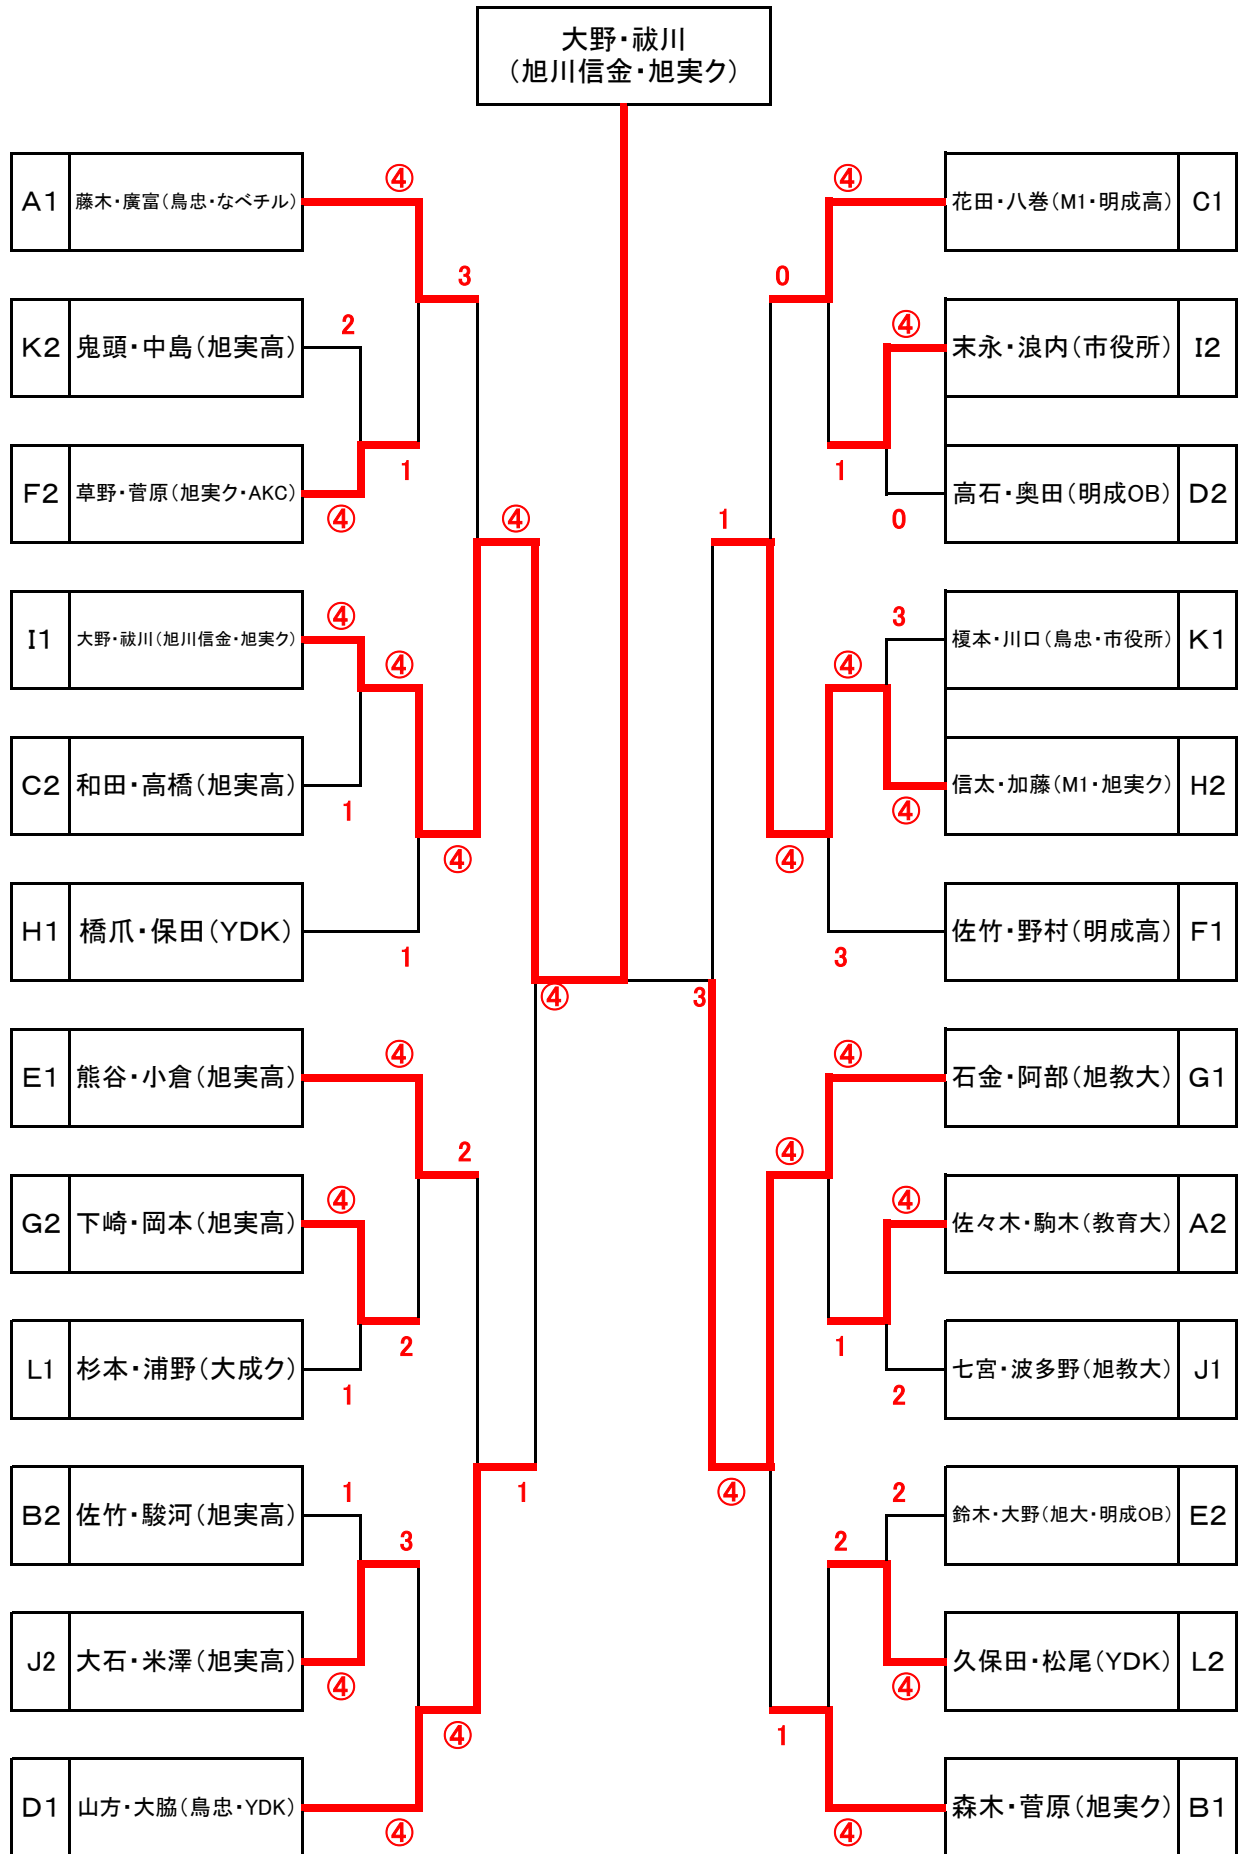 大野・祓川
(旭川信金・旭実ク)
A1 藤木・廣富(鳥忠・なベチル)
④
④
花田・八巻(M1・明成高) C1
3
0
K2 鬼頭・中島(旭実高)
2
④
末永・浪内(市役所) I2
F2 草野・菅原(旭実ク・AKC)
④
1
④
1
1
0
高石・奥田(明成OB) D2
I1 大野・祓川(旭川信金・旭実ク)
④
④
④
3
榎本・川口(鳥忠・市役所) K1
C2 和田・高橋(旭実高)
1
④
④
④
信太・加藤(M1・旭実ク) H2
H1 橋爪・保田(YDK)
1
④
3
3
佐竹・野村(明成高) F1
E1 熊谷・小倉(旭実高)
④
④
石金・阿部(旭教大) G1
2
④
G2 下崎・岡本(旭実高)
④
④
佐々木・駒木(教育大) A2
L1 杉本・浦野(大成ク)
1
2
1
2
七宮・波多野(旭教大) J1
B2 佐竹・駿河(旭実高)
1
3
1
④
2
2
鈴木・大野(旭大・明成OB) E2
J2 大石・米澤(旭実高)
④
④
久保田・松尾(YDK) L2
④
1
D1 山方・大脇(鳥忠・YDK)
④
④
森木・菅原(旭実ク) B1